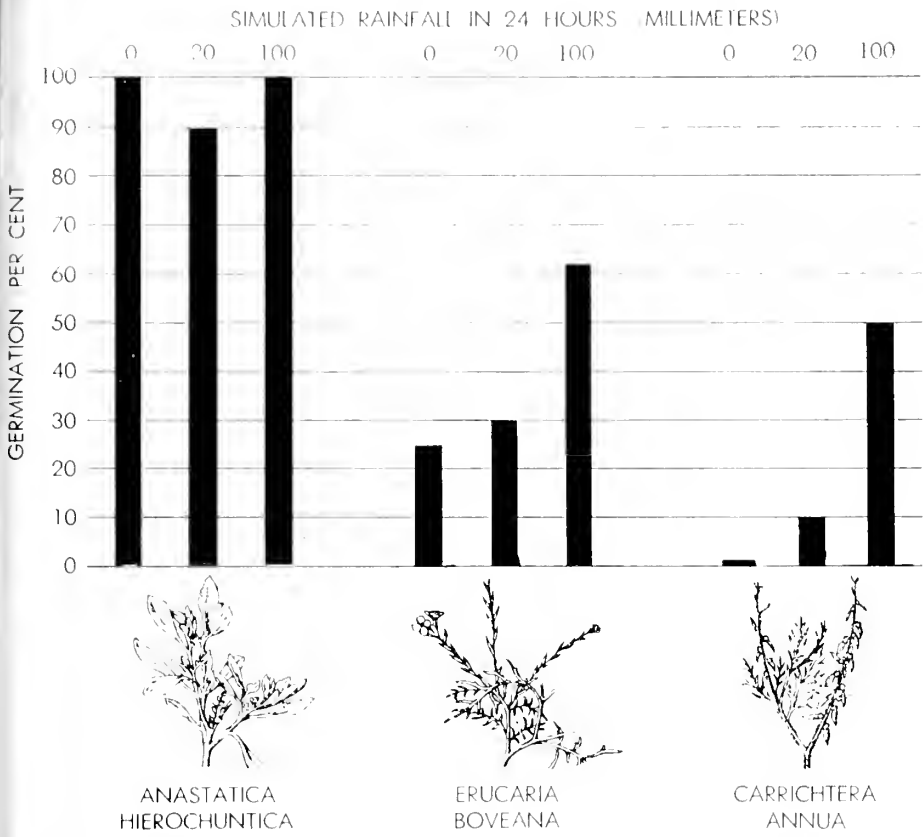 SIMULATED RAINFALL IN 24 HOURS (MILLIMETERS)
0 20 100 0 20 100 0 20 100
GERMINATION PER CENT
100
90
80
70
60
50
40
30
20
10
0
ANASTATICA
HIEROCHUNTICA
ERUCARIA
BOVEANA
CARRICHTERA
ANNUA